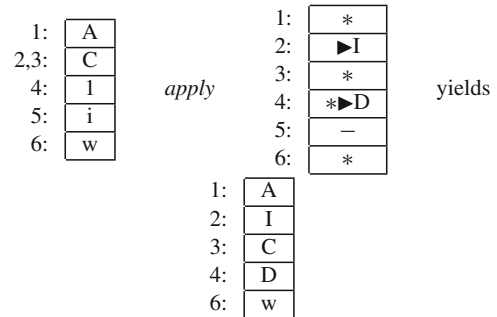 1: A
2,3: C
4: 1
5: i
6: w
apply
1: *
2: ▶I
3: *
4: *▶D
5: −
6: *
yields
1: A
2: I
3: C
4: D
6: w